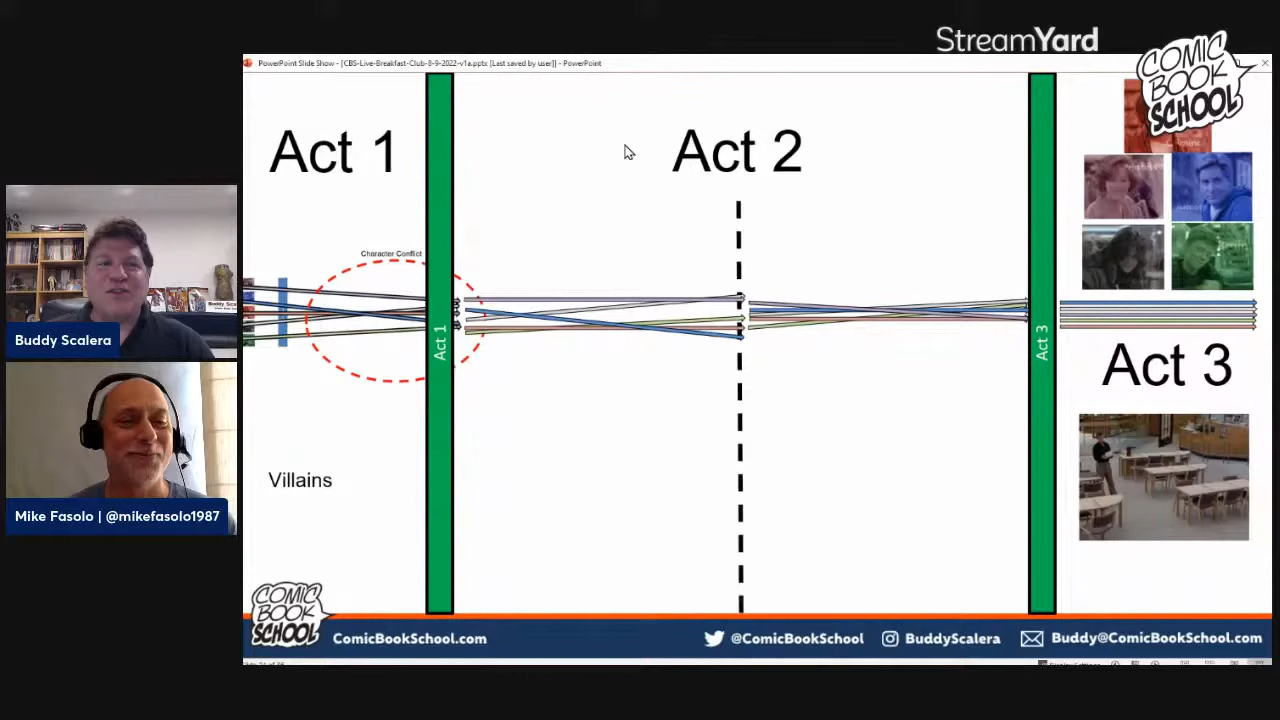 StreamYard
COMIC
BOOK
SCHOOL
PowerPoint Slide Show - [CBS-Live-Breakfast-Club-8-9-2022-v1a.pptx [Last saved by user]] - PowerPoint
Act 1
Act 2
Character Conflict
Act 1
Act 3
Act 3
Villains
Buddy Scalera
Mike Fasolo | @mikefasolo1987
COMIC
BOOK
SCHOOL
ComicBookSchool.com
@ComicBookSchool
BuddyScalera
Buddy@ComicBookSchool.com